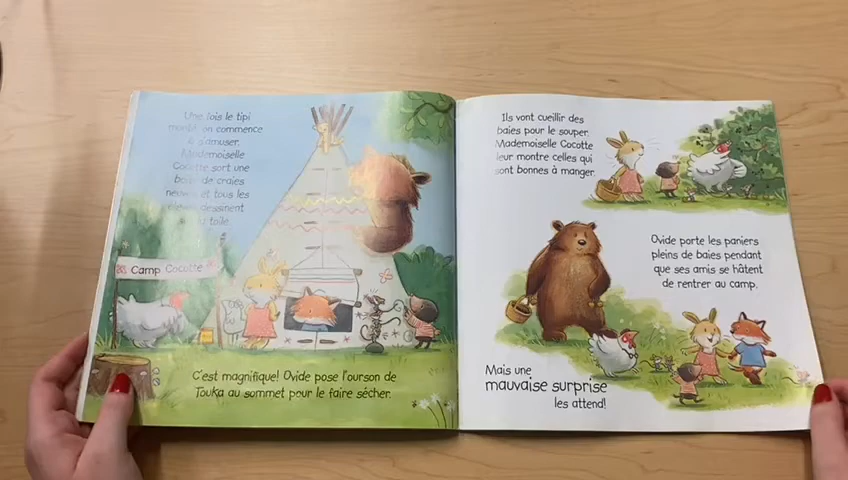 Une fois le tipi
monté, on commence
à s'amuser.
Mademoiselle
Cocotte sort une
boîte de craies
et tous les
dessinent
la toile.
Camp Cocotte
C'est magnifique! Ovide pose l'ourson de
Touka au sommet pour le faire sécher.
Ils vont cueillir des
baies pour le souper.
Mademoiselle Cocotte
leur montre celles qui
sont bonnes à manger.
Ovide porte les paniers
pleins de baies pendant
que ses amis se hâtent
de rentrer au camp.
Mais une
mauvaise surprise
les attend!